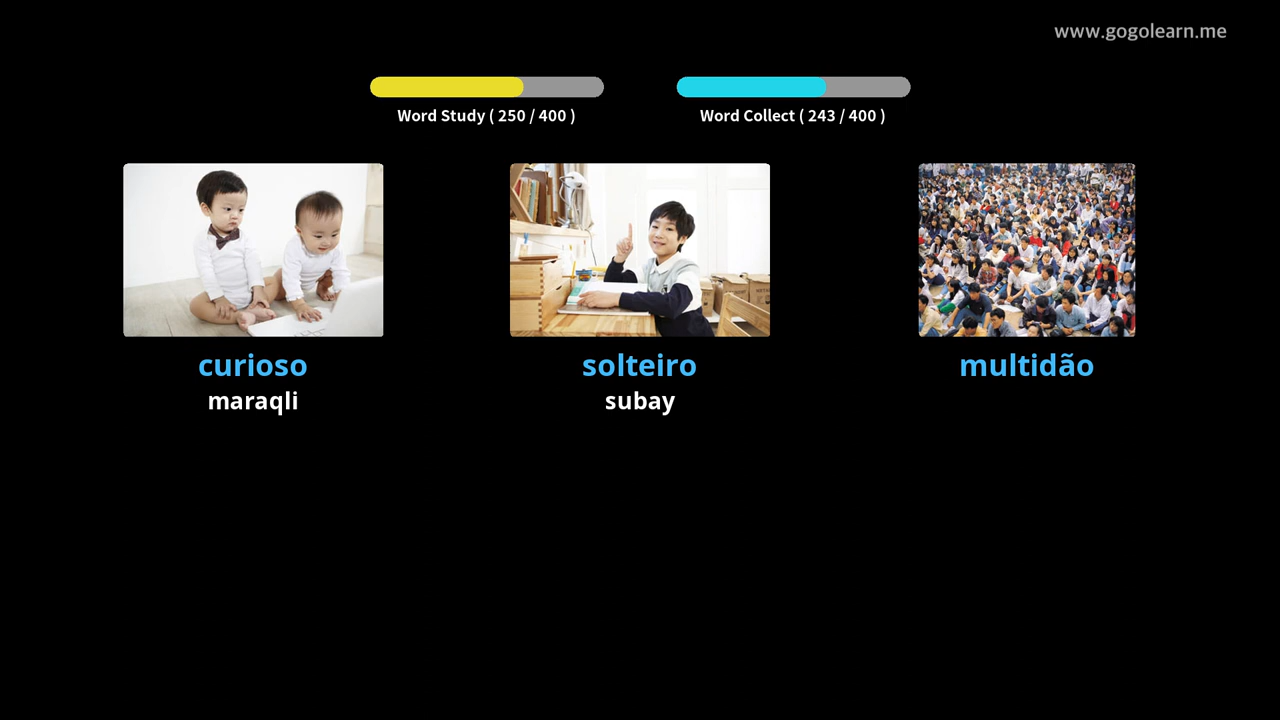 www.gogolearn.me
Word Study ( 250 / 400 )
Word Collect ( 243 / 400 )
curioso
maraqli
solteiro
subay
multidão